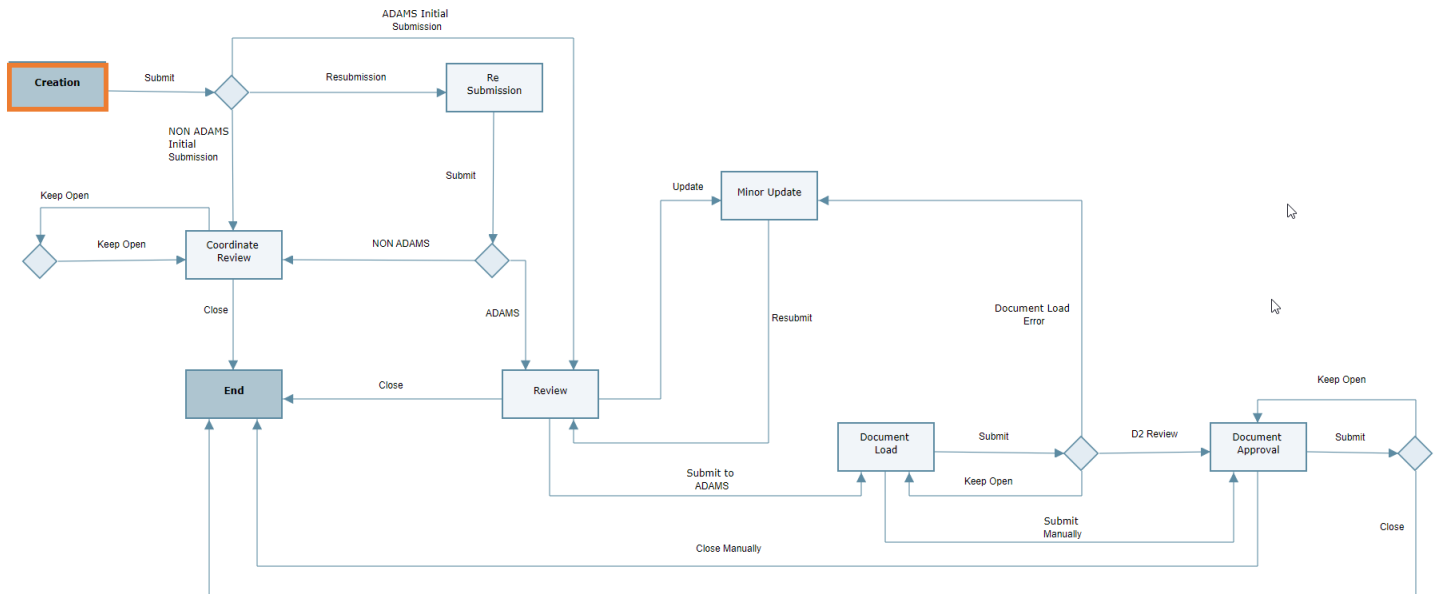 ADAMS Initial
Submission
Creation
Submit
Resubmission
Re
Submission
NON ADAMS
Initial
Submission
Submit
Update
Minor Update
Keep Open
Keep Open
Coordinate
Review
NON ADAMS
Close
ADAMS
Resubmit
Document Load
Error
End
Close
Review
Keep Open
Document
Load
Submit
D2 Review
Document
Approval
Submit
Submit to
ADAMS
Keep Open
Submit
Manually
Close
Close Manually